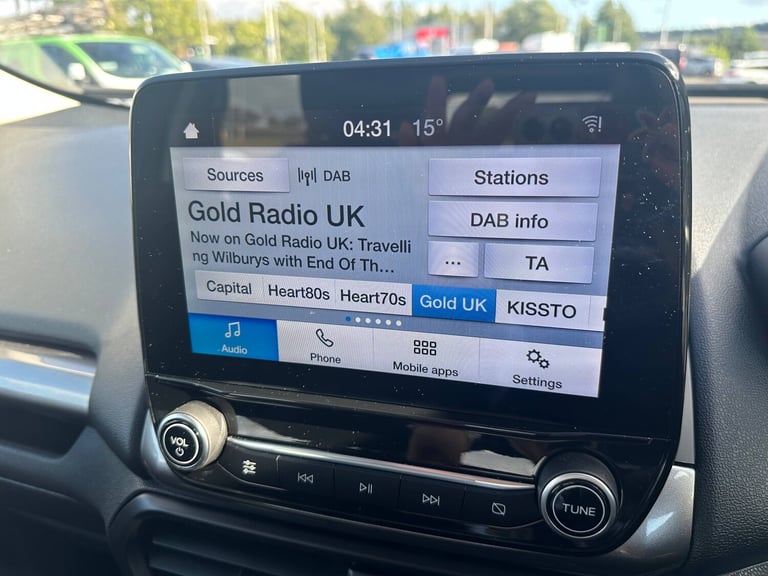 04:31 15°
Sources DAB Stations
Gold Radio UK
DAB info
Now on Gold Radio UK: Travelli
ng Wilburys with End Of Th...
... TA
Capital Heart80s Heart70s Gold UK KISSTO
Audio Phone Mobile apps Settings
VOL
TUNE